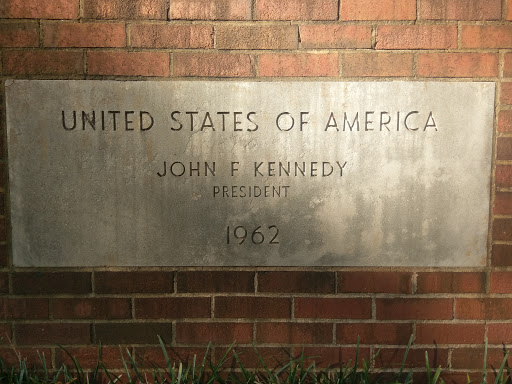 UNITED STATES OF AMERICA
JOHN F KENNEDY
PRESIDENT
1962